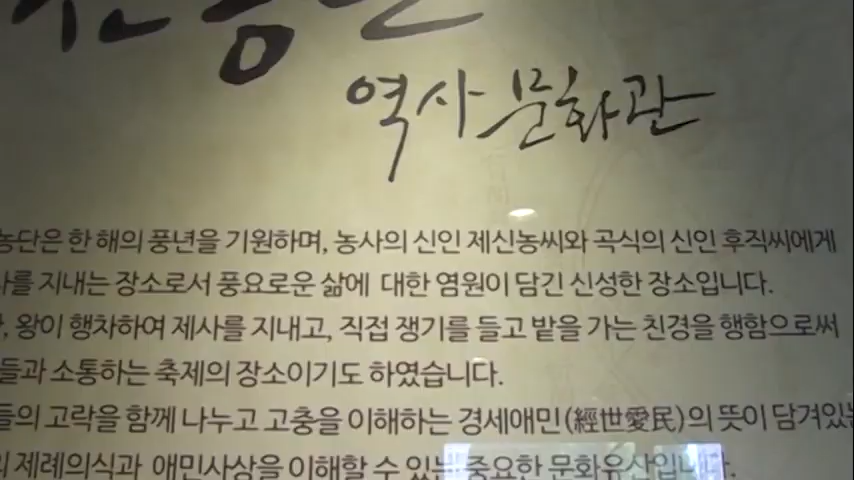 역사문화관
농단은 한 해의 풍년을 기원하며, 농사의 신인 제신농씨와 곡식의 신인 후직씨에게
를 지내는 장소로서 풍요로운 삶에 대한 염원이 담긴 신성한 장소입니다.
, 왕이 행차하여 제사를 지내고, 직접 쟁기를 들고 밭을 가는 친경을 행함으로써
들과 소통하는 축제의 장소이기도 하였습니다.
들의 고락을 함께 나누고 고충을 이해하는 경세애민(經世愛民)의 뜻이 담겨있는
의 제례의식과 애민사상을 이해할 수 있는 중요한 문화유산입니다.